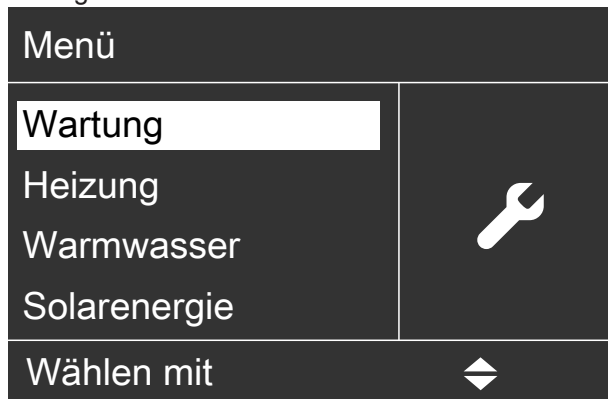 Menü
Wartung
Heizung
Warmwasser
Solarenergie
Wählen mit